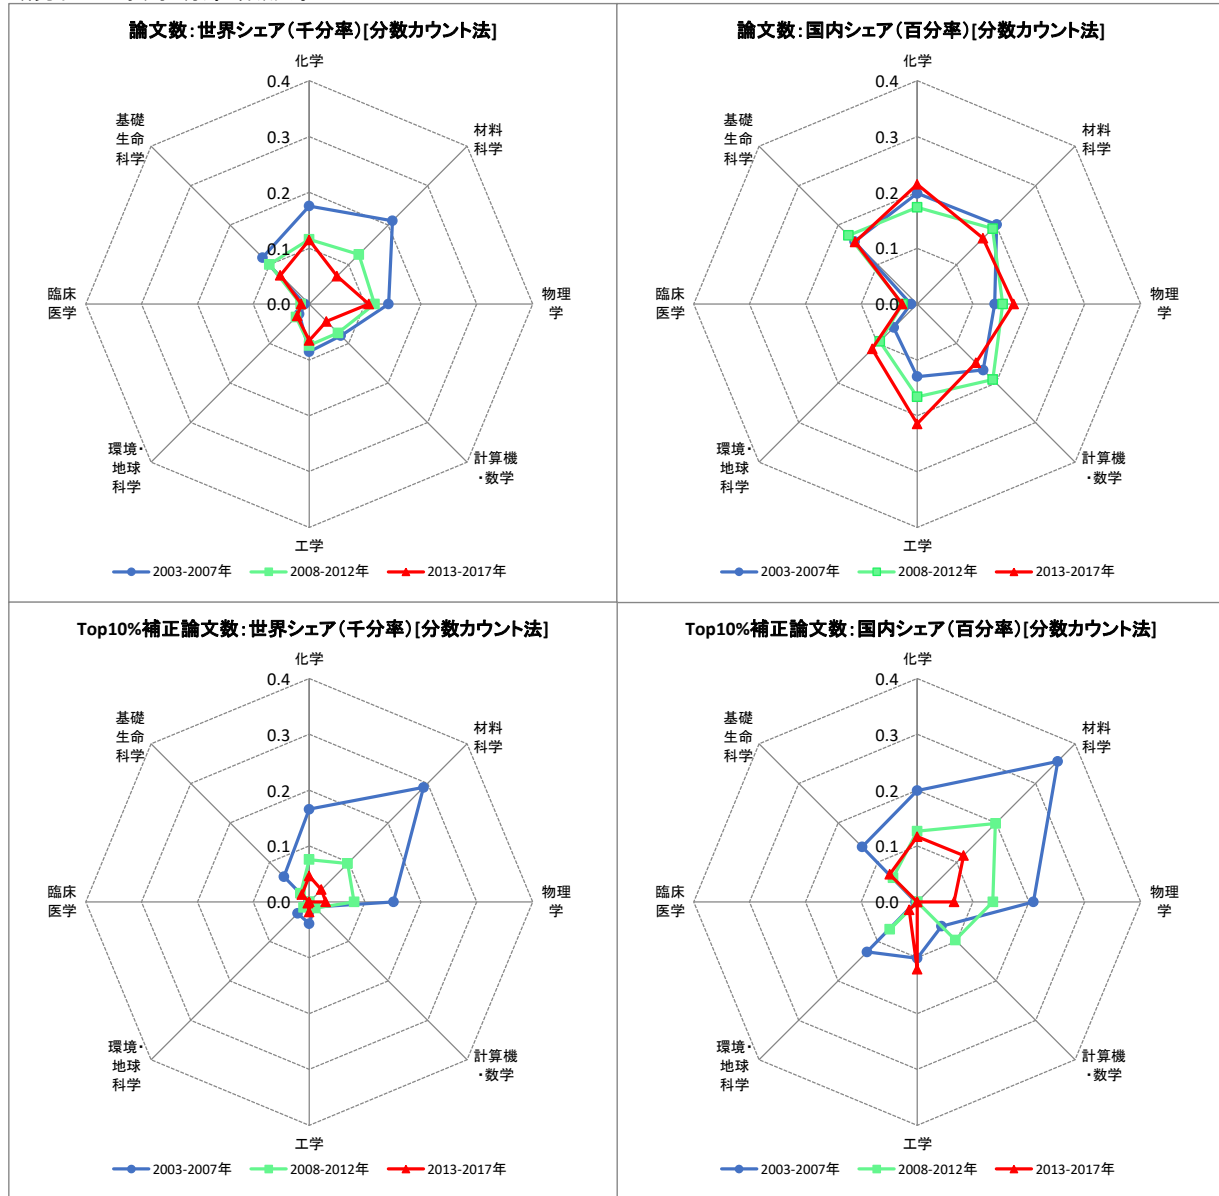 論文数：世界シェア（千分率）[分数カウント法]
化学
0.4
0.3
0.2
0.1
0.0
材料
科学
物理
学
計算機
・数学
工学
環境・
地球
科学
臨床
医学
基礎
生命
科学
2003-2007年 2008-2012年 2013-2017年
論文数：国内シェア（百分率）[分数カウント法]
化学
0.4
0.3
0.2
0.1
0.0
材料
科学
物理
学
計算機
・数学
工学
環境・
地球
科学
臨床
医学
基礎
生命
科学
2003-2007年 2008-2012年 2013-2017年
Top10%補正論文数：世界シェア（千分率）[分数カウント法]
化学
0.4
0.3
0.2
0.1
0.0
材料
科学
物理
学
計算機
・数学
工学
環境・
地球
科学
臨床
医学
基礎
生命
科学
2003-2007年 2008-2012年 2013-2017年
Top10%補正論文数：国内シェア（百分率）[分数カウント法]
化学
0.4
0.3
0.2
0.1
0.0
材料
科学
物理
学
計算機
・数学
工学
環境・
地球
科学
臨床
医学
基礎
生命
科学
2003-2007年 2008-2012年 2013-2017年